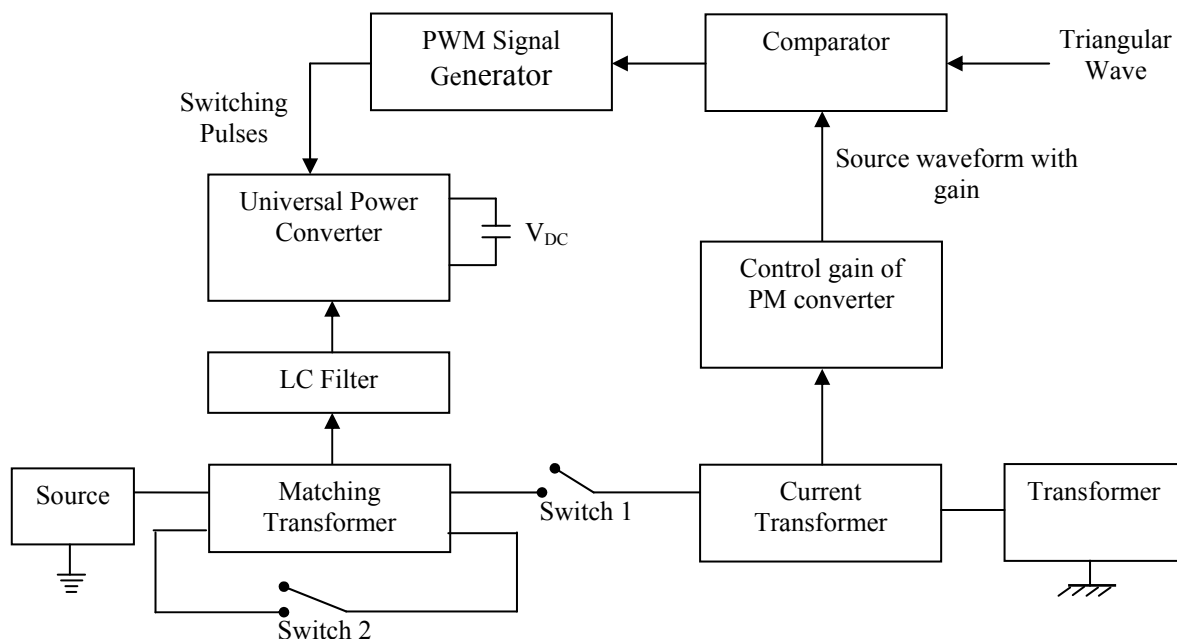 PWM Signal
Generator
Comparator
Triangular
Wave
Switching
Pulses
Source waveform with
gain
Universal Power
Converter
V_DC
Control gain of
PM converter
LC Filter
Source
Matching
Transformer
Switch 1
Current
Transformer
Transformer
Switch 2